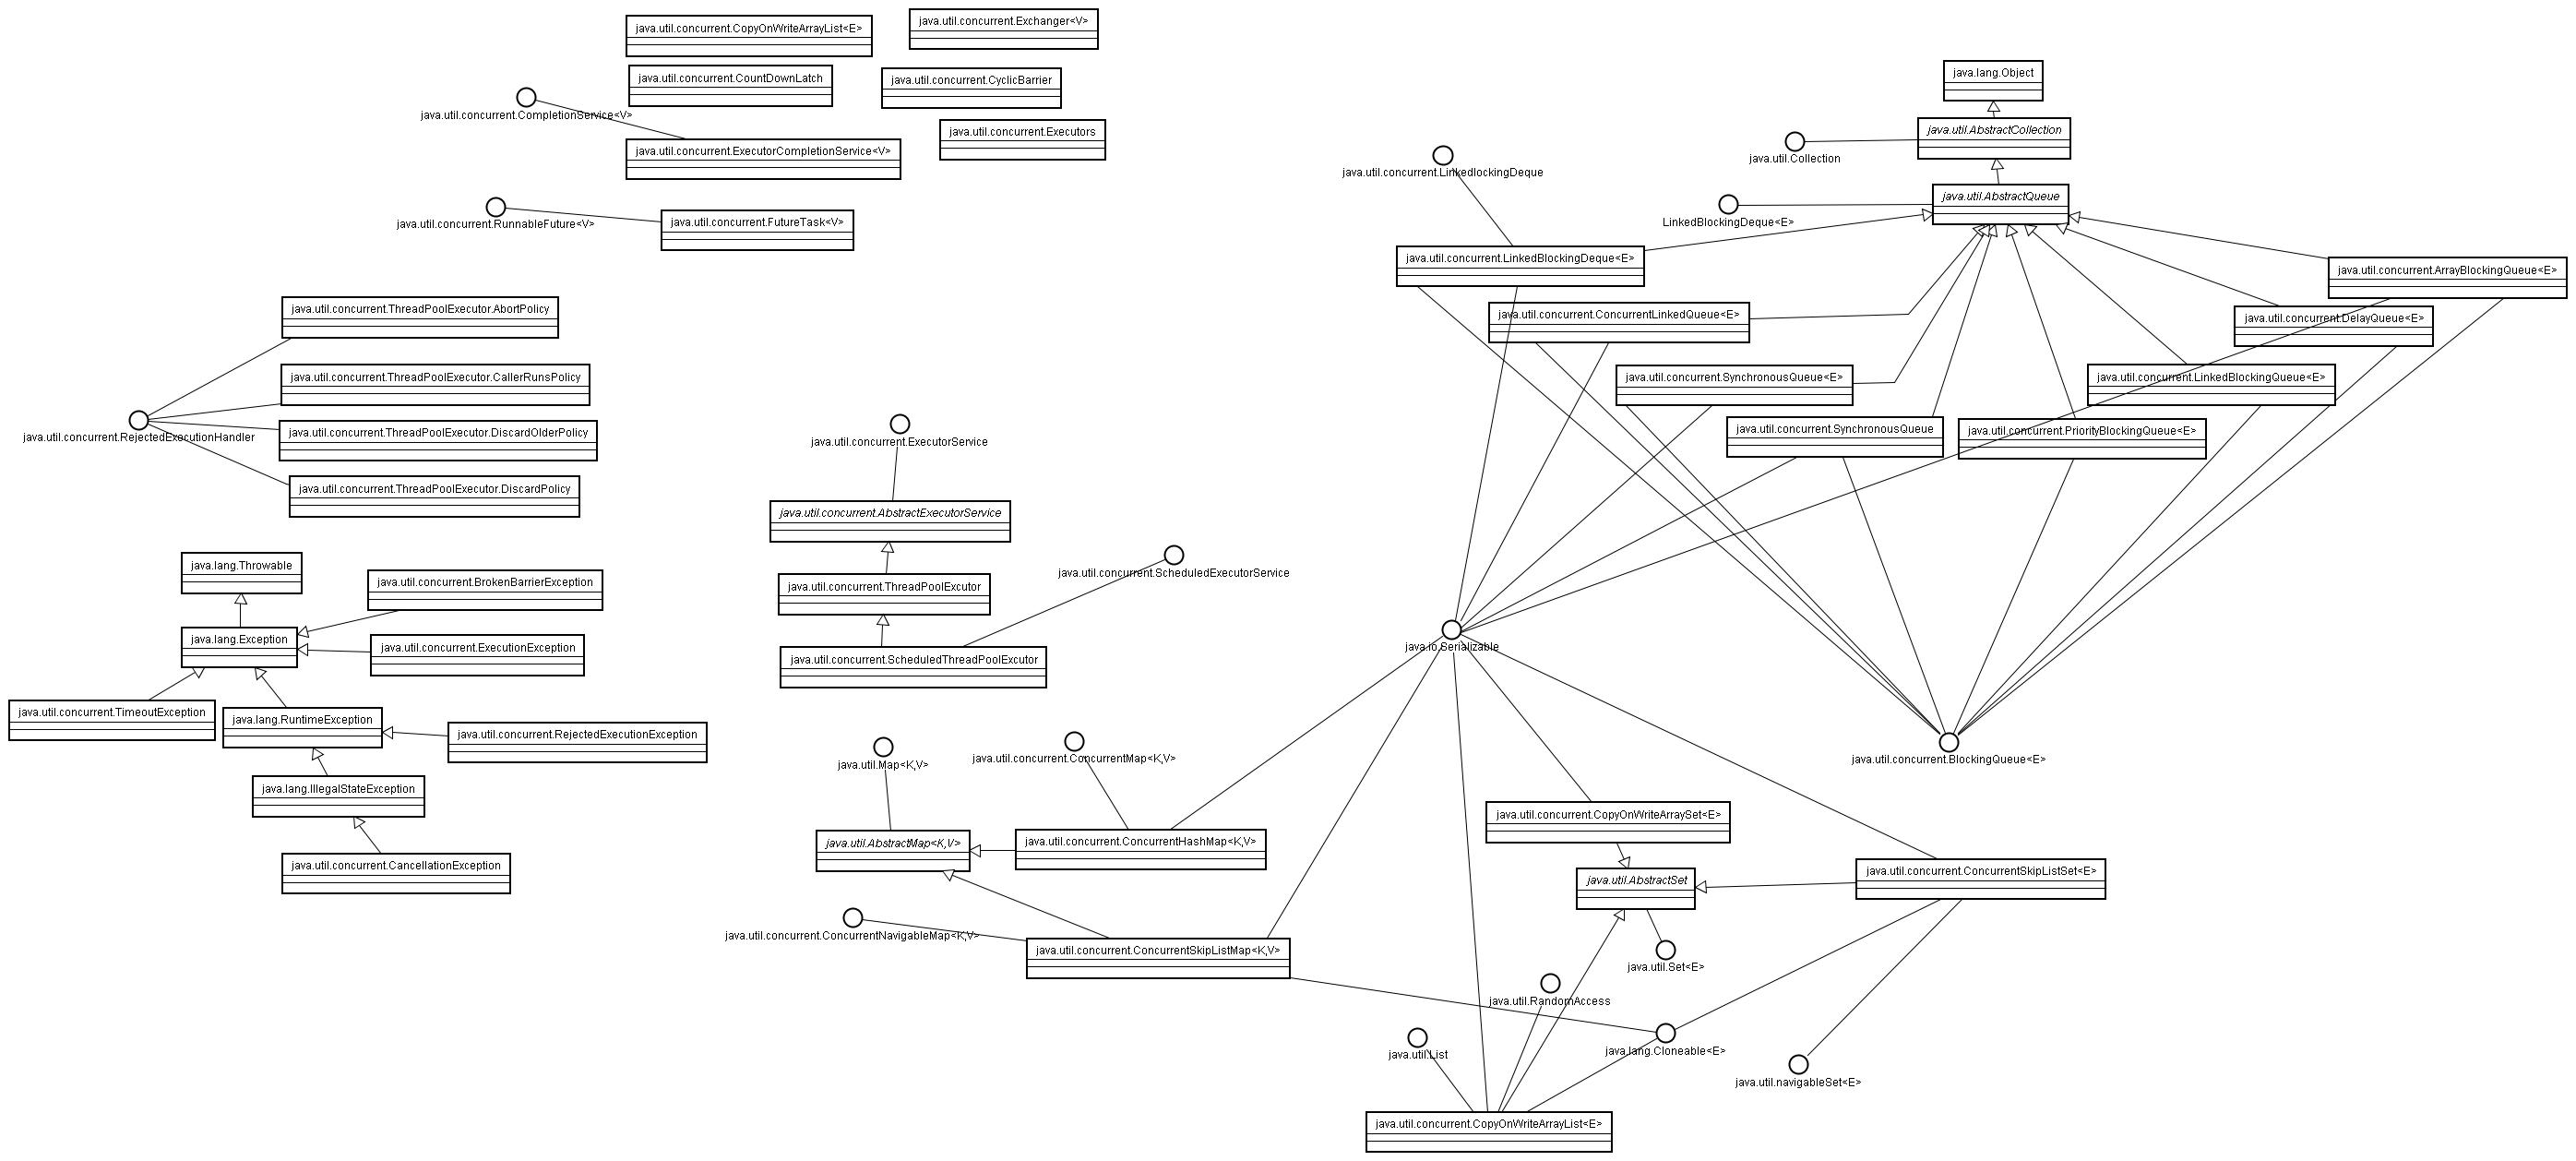 java.util.concurrent.CopyOnWriteArrayList<E>
java.util.concurrent.Exchanger<V>
java.util.concurrent.CountDownLatch
java.util.concurrent.CyclicBarrier
java.util.concurrent.CompletionService<V>
java.util.concurrent.Executors
java.util.concurrent.ExecutorCompletionService<V>
java.util.concurrent.RunnableFuture<V>
java.util.concurrent.FutureTask<V>
java.lang.Object
java.util.AbstractCollection
java.util.Collection
java.util.concurrent.LinkedlockingDeque
java.util.AbstractQueue
LinkedBlockingDeque<E>
java.util.concurrent.LinkedBlockingDeque<E>
java.util.concurrent.ArrayBlockingQueue<E>
java.util.concurrent.ConcurrentLinkedQueue<E>
java.util.concurrent.DelayQueue<E>
java.util.concurrent.SynchronousQueue<E>
java.util.concurrent.LinkedBlockingQueue<E>
java.util.concurrent.SynchronousQueue
java.util.concurrent.PriorityBlockingQueue<E>
java.util.concurrent.ThreadPoolExecutor.AbortPolicy
java.util.concurrent.ThreadPoolExecutor.CallerRunsPolicy
java.util.concurrent.RejectedExecutionHandler
java.util.concurrent.ThreadPoolExecutor.DiscardOlderPolicy
java.util.concurrent.ThreadPoolExecutor.DiscardPolicy
java.util.concurrent.ExecutorService
java.util.concurrent.AbstractExecutorService
java.util.concurrent.ScheduledExecutorService
java.util.concurrent.ThreadPoolExcutor
java.util.concurrent.ScheduledThreadPoolExcutor
java.lang.Throwable
java.util.concurrent.BrokenBarrierException
java.lang.Exception
java.util.concurrent.ExecutionException
java.util.concurrent.TimeoutException
java.lang.RuntimeException
java.util.concurrent.RejectedExecutionException
java.lang.IllegalStateException
java.util.concurrent.CancellationException
java.io.Serializable
java.util.concurrent.BlockingQueue<E>
java.util.Map<K,V>
java.util.concurrent.ConcurrentMap<K,V>
java.util.AbstractMap<K,V>
java.util.concurrent.ConcurrentHashMap<K,V>
java.util.concurrent.ConcurrentNavigableMap<K,V>
java.util.concurrent.ConcurrentSkipListMap<K,V>
java.util.concurrent.CopyOnWriteArraySet<E>
java.util.AbstractSet
java.util.concurrent.ConcurrentSkipListSet<E>
java.util.Set<E>
java.util.RandomAccess
java.util.List
java.lang.Cloneable<E>
java.util.navigableSet<E>
java.util.concurrent.CopyOnWriteArrayList<E>